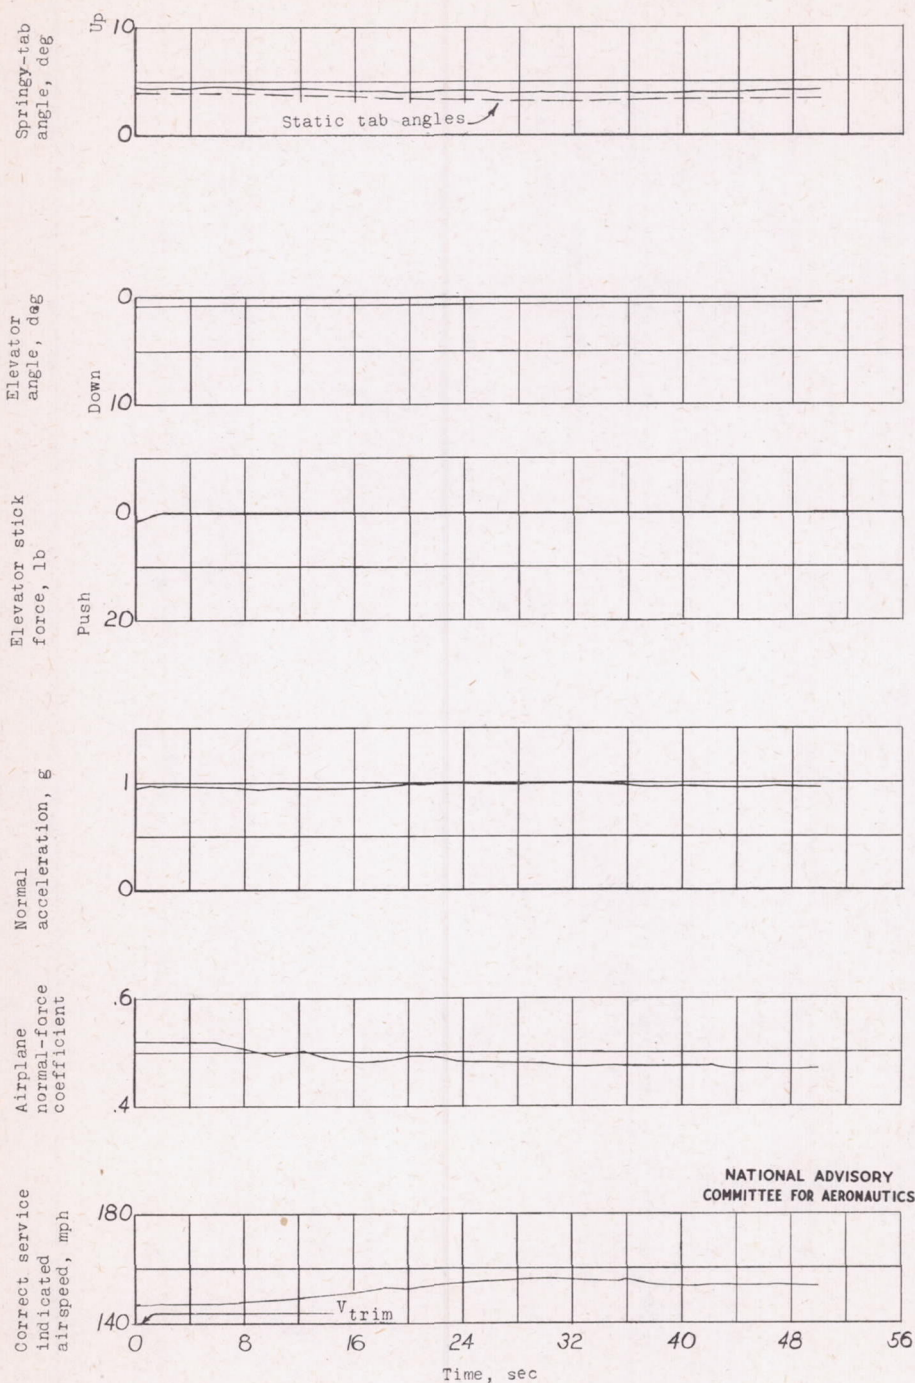 Up
10
Springy-tab
angle, deg
Static tab angles
0
0
Elevator
angle, deg
Down
10
0
Elevator stick
force, lb
Push
20
1
Normal
acceleration, g
0
.6
Airplane
normal-force
coefficient
.4
NATIONAL ADVISORY
COMMITTEE FOR AERONAUTICS
180
Correct service
indicated
airspeed, mph
V trim
140
0 8 16 24 32 40 48 56
Time, sec